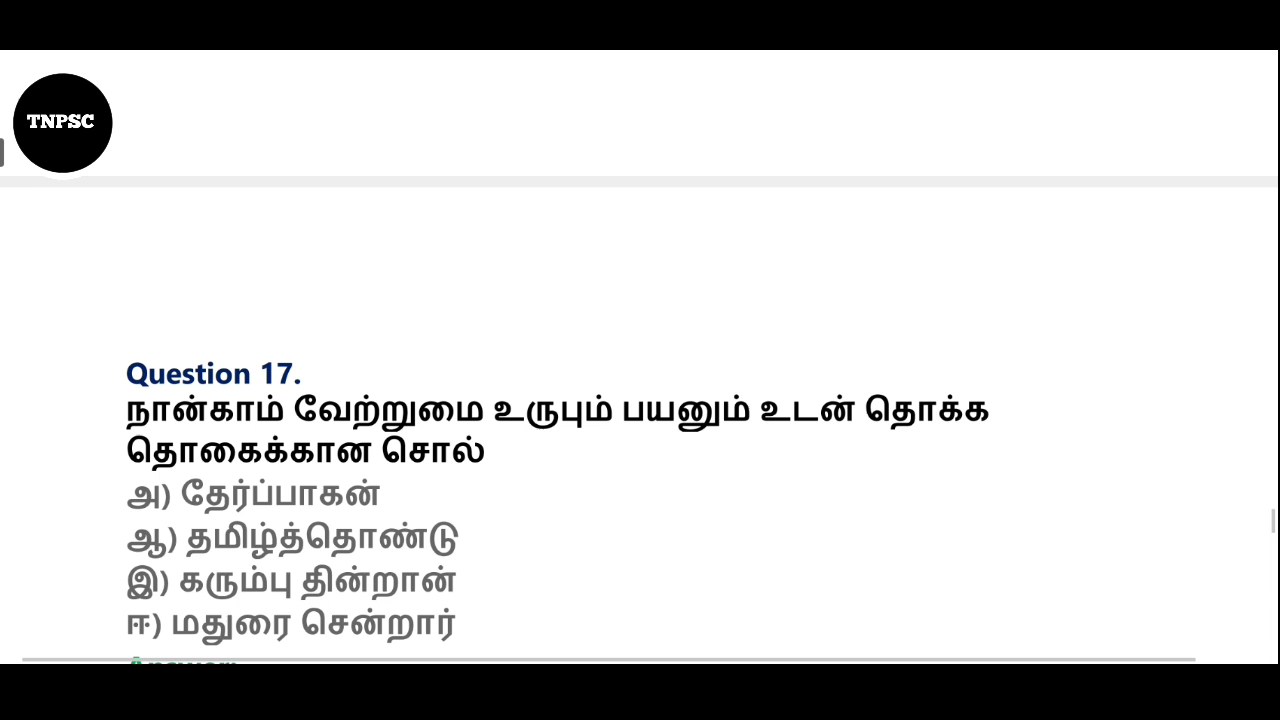 TNPSC
Question 17.
நான்காம் வேற்றுமை உருபும் பயனும் உடன் தொக்க
தொகைக்கான சொல்
அ) தேர்ப்பாகன்
ஆ) தமிழ்த்தொண்டு
இ) கரும்பு தின்றான்
ஈ) மதுரை சென்றார்